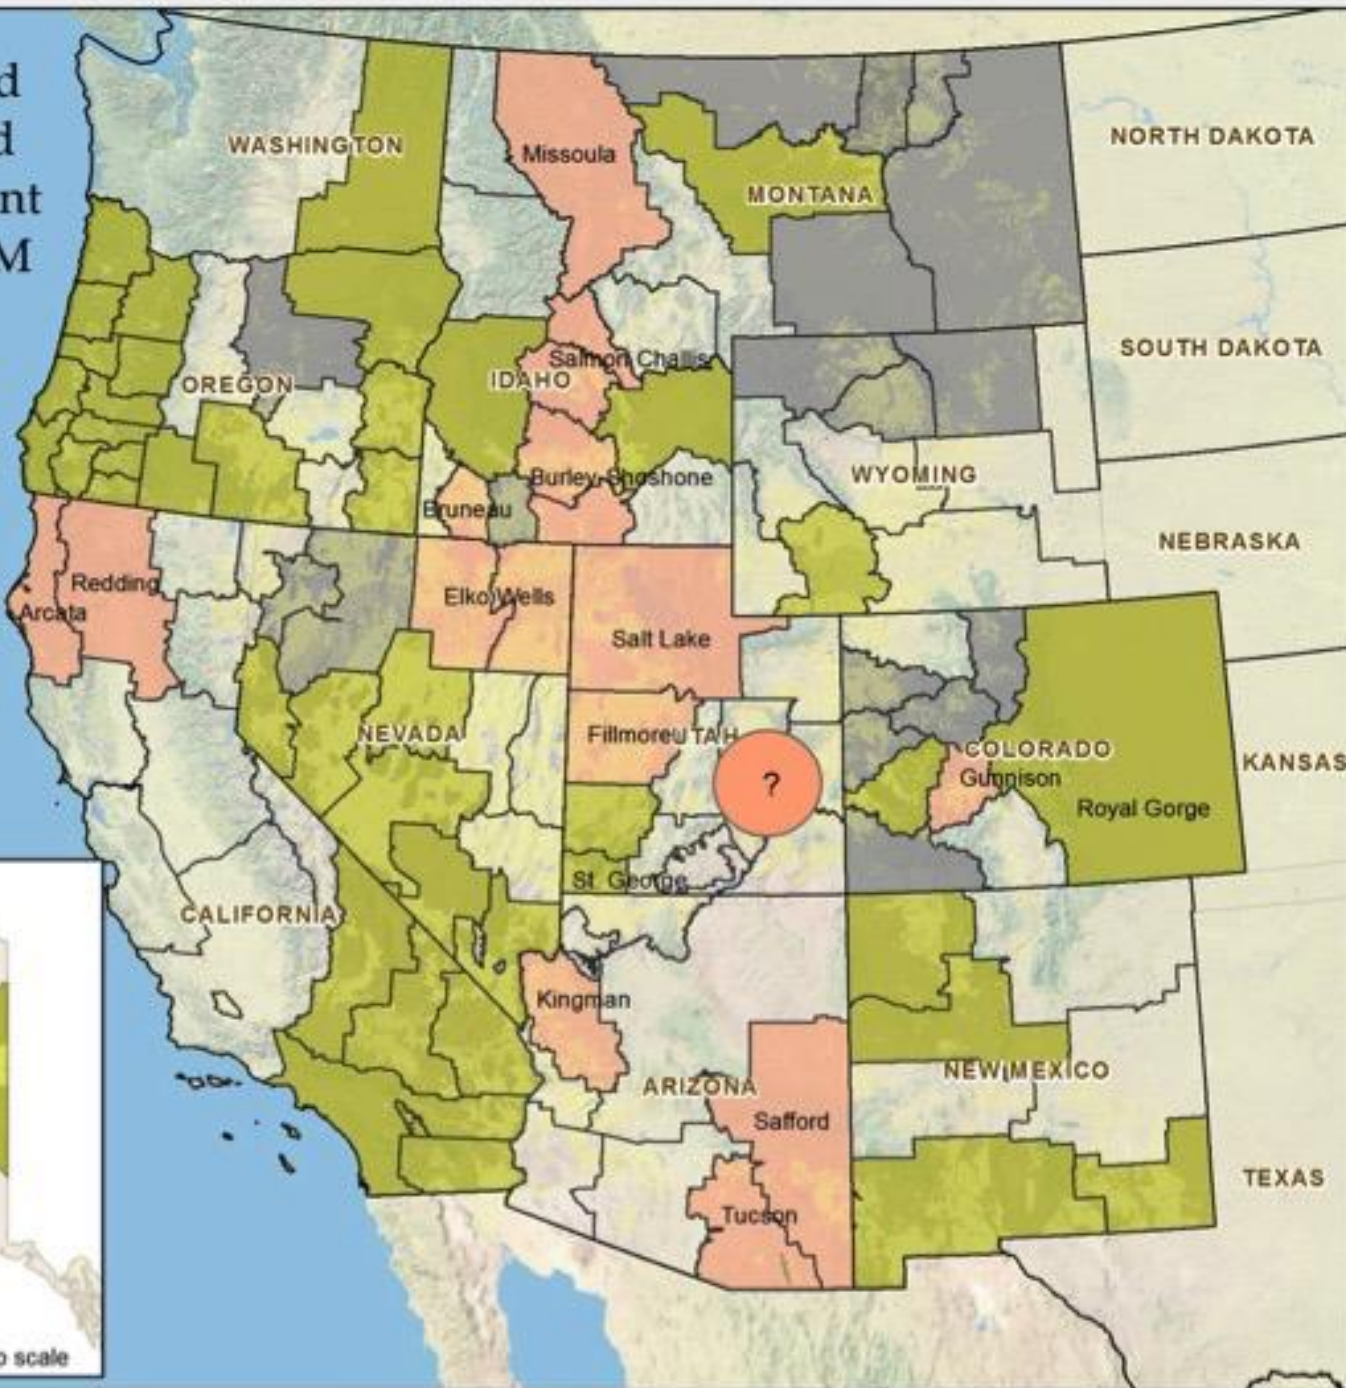 d
d
nt
M
WASHINGTON
Missoula
MONTANA
NORTH DAKOTA
SOUTH DAKOTA
OREGON
IDAHO
Salmon Challis
WYOMING
Burley-Shoshone
Bruneau
NEBRASKA
Redding
Arcata
Elko
Wells
Salt Lake
NEVADA
Fillmore
UTAH
?
COLORADO
Gunnison
Royal Gorge
KANSAS
St George
CALIFORNIA
Kingman
ARIZONA
NEW MEXICO
Safford
TEXAS
Tucson
o scale